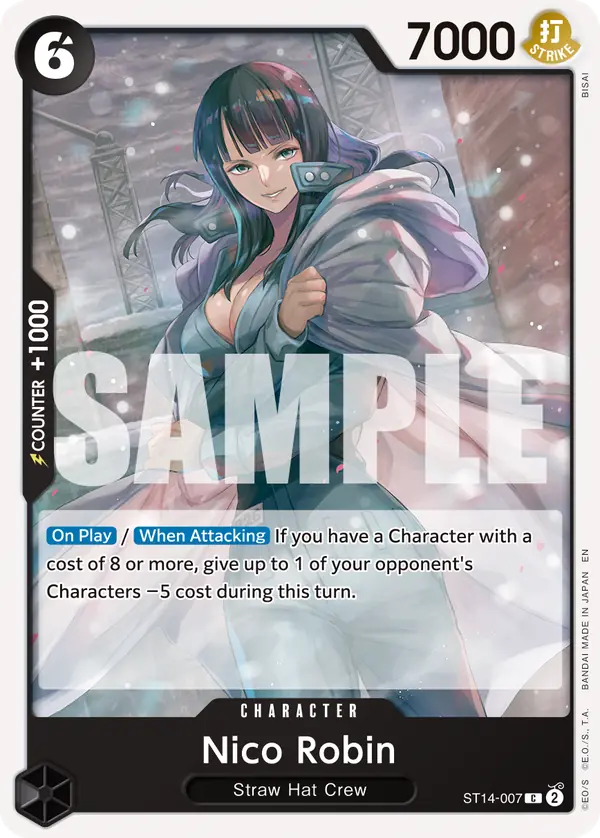 6
7000
打
STRIKE
BISAI
COUNTER +1000
SAMPLE
On Play / When Attacking If you have a Character with a
cost of 8 or more, give up to 1 of your opponent's
Characters −5 cost during this turn.
CHARACTER
Nico Robin
Straw Hat Crew
ST14-007 C 2
©EO/S ©E.O./S., T.A. BANDAI MADE IN JAPAN EN